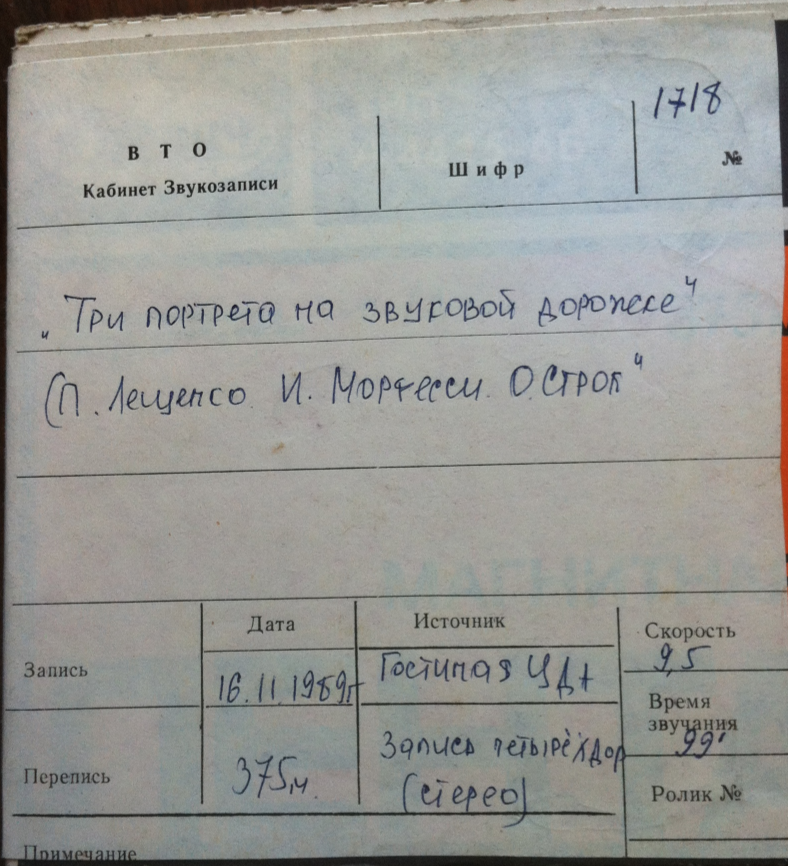 1718
В Т О
Кабинет Звукозаписи
Шифр
№
„Три портрета на звуковой дорожке"
(П. Лещенко И. Морфесси. О. Строк"
Дата
Источник
Скорость
9,5
Запись
16.11.1989г
Гостиная ЦДА
Время
звучания
99'
Перепись
375м.
Запись четырёхдор
(стерео)
Ролик №
Примечание